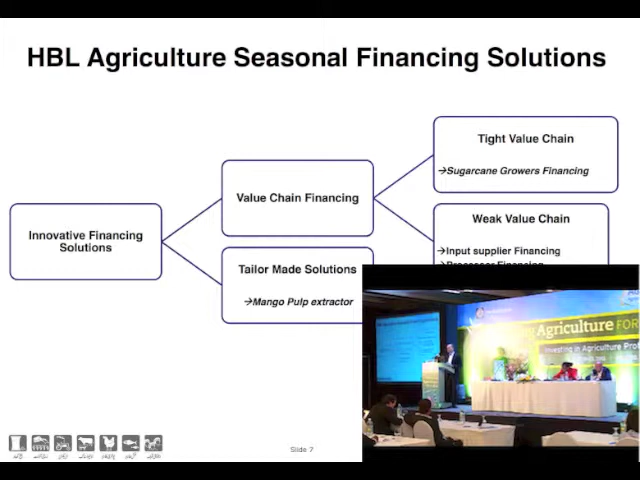 HBL Agriculture Seasonal Financing Solutions
Tight Value Chain
→Sugarcane Growers Financing
Value Chain Financing
Weak Value Chain
→Input supplier Financing
→Processor Financing
Innovative Financing
Solutions
Tailor Made Solutions
→Mango Pulp extractor
Agriculture FOR
Investing in Agriculture
Slide 7